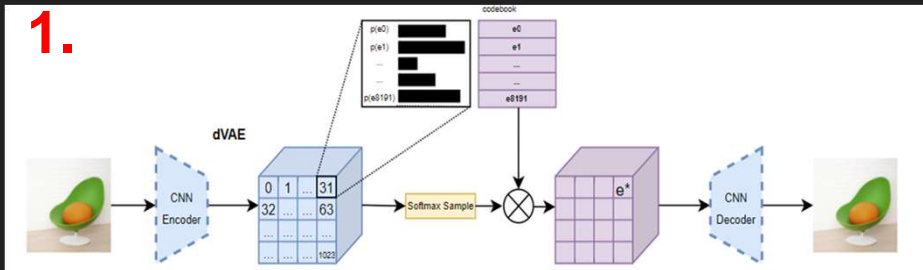 1.
codebook
p(e0)
p(e1)
...
...
p(e8191)
e0
e1
...
...
e8191
dVAE
CNN
Encoder
0 1 ... 31
32 ... ... 63
... ... ... ...
... ... ... 1023
Softmax Sample
e*
CNN
Decoder